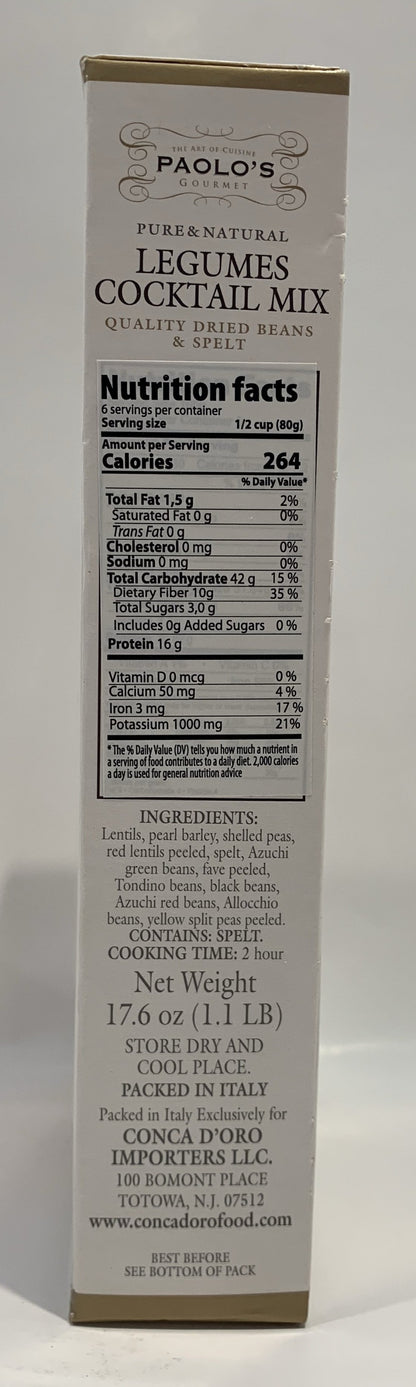 THE ART OF CUISINE
PAOLO'S
GOURMET
PURE & NATURAL
LEGUMES
COCKTAIL MIX
QUALITY DRIED BEANS
& SPELT
Nutrition facts
6 servings per container
Serving size 1/2 cup (80g)
Amount per Serving
Calories 264
% Daily Value*
Total Fat 1,5 g 2%
Saturated Fat 0 g 0%
Trans Fat 0 g
Cholesterol 0 mg 0%
Sodium 0 mg 0%
Total Carbohydrate 42 g 15 %
Dietary Fiber 10g 35 %
Total Sugars 3,0 g
Includes 0g Added Sugars 0 %
Protein 16 g
Vitamin D 0 mcg 0 %
Calcium 50 mg 4 %
Iron 3 mg 17 %
Potassium 1000 mg 21%
* The % Daily Value (DV) tells you how much a nutrient in
a serving of food contributes to a daily diet. 2,000 calories
a day is used for general nutrition advice
INGREDIENTS:
Lentils, pearl barley, shelled peas,
red lentils peeled, spelt, Azuchi
green beans, fave peeled,
Tondino beans, black beans,
Azuchi red beans, Allocchio
beans, yellow split peas peeled.
CONTAINS: SPELT.
COOKING TIME: 2 hour
Net Weight
17.6 oz (1.1 LB)
STORE DRY AND
COOL PLACE.
PACKED IN ITALY
Packed in Italy Exclusively for
CONCA D'ORO
IMPORTERS LLC.
100 BOMONT PLACE
TOTOWA, N.J. 07512
www.concadorofood.com
BEST BEFORE
SEE BOTTOM OF PACK